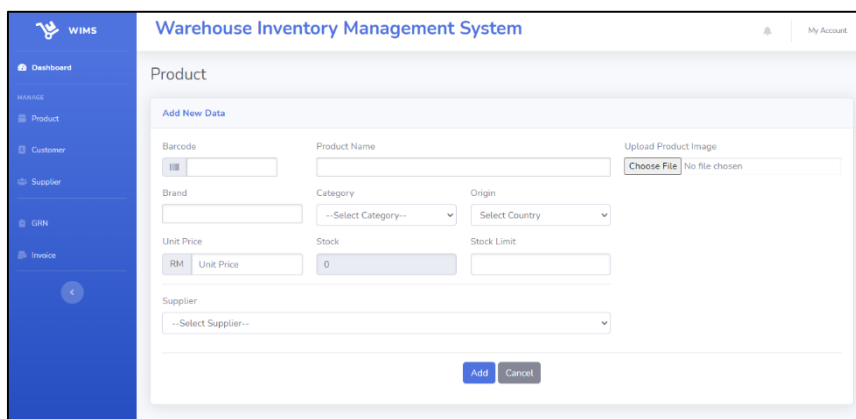 WIMS
Warehouse Inventory Management System
My Account
Dashboard
MANAGE
Product
Customer
Supplier
GRN
Invoice
Product
Add New Data
Barcode
Product Name
Upload Product Image
Choose File No file chosen
Brand
Category
Origin
--Select Category--
Select Country
Unit Price
Stock
Stock Limit
RM Unit Price
0
Supplier
--Select Supplier--
Add
Cancel